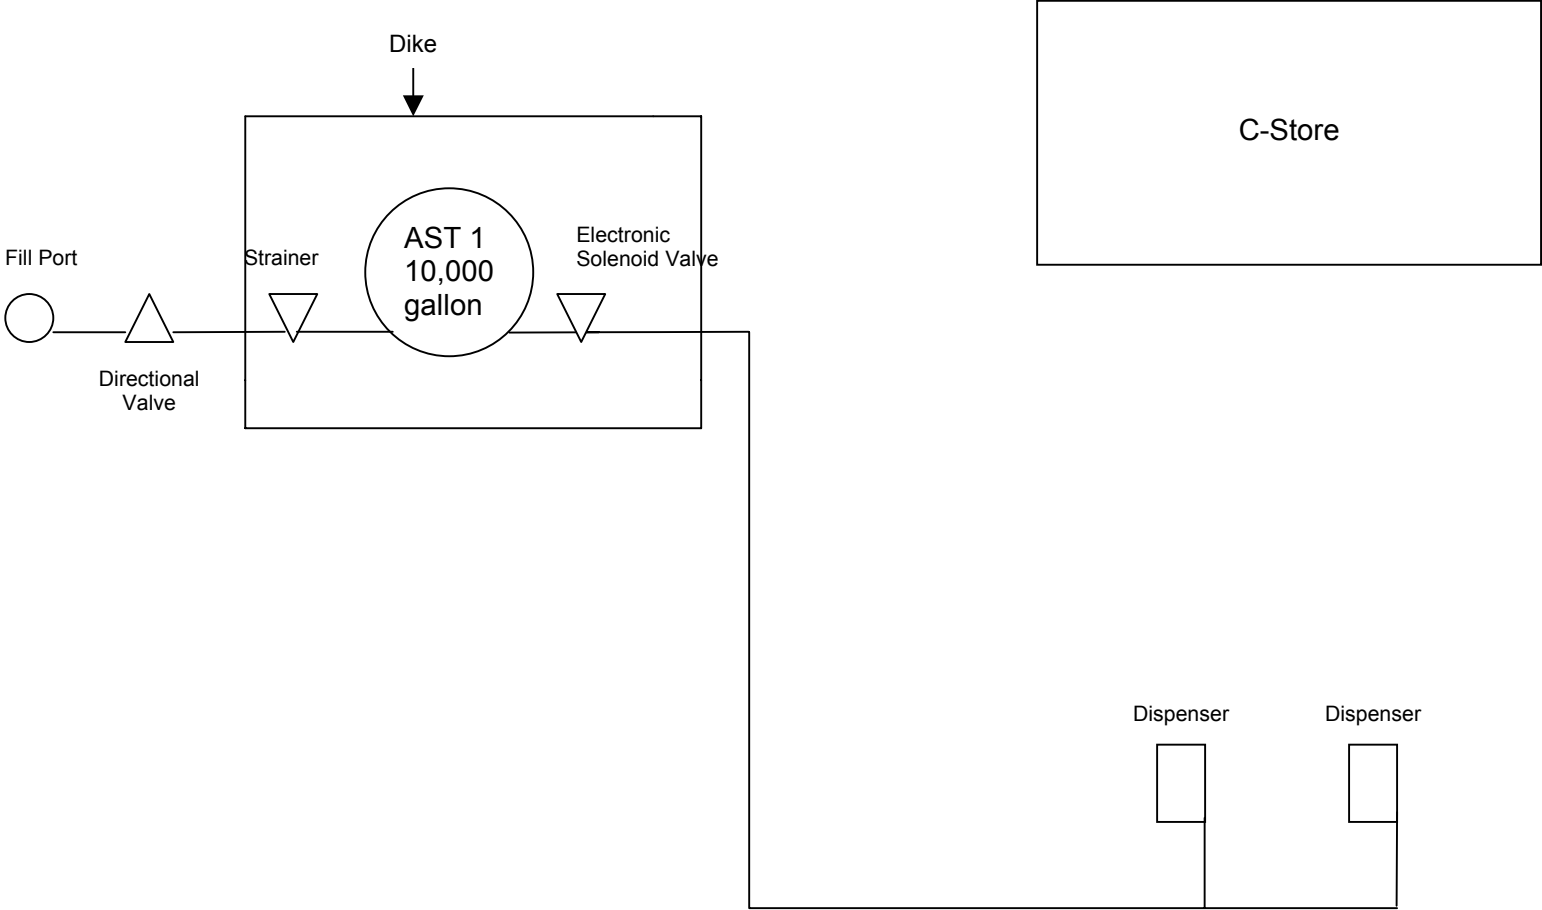 Dike
C-Store
AST 1
10,000
gallon
Electronic
Solenoid Valve
Fill Port
Strainer
Directional
Valve
Dispenser
Dispenser